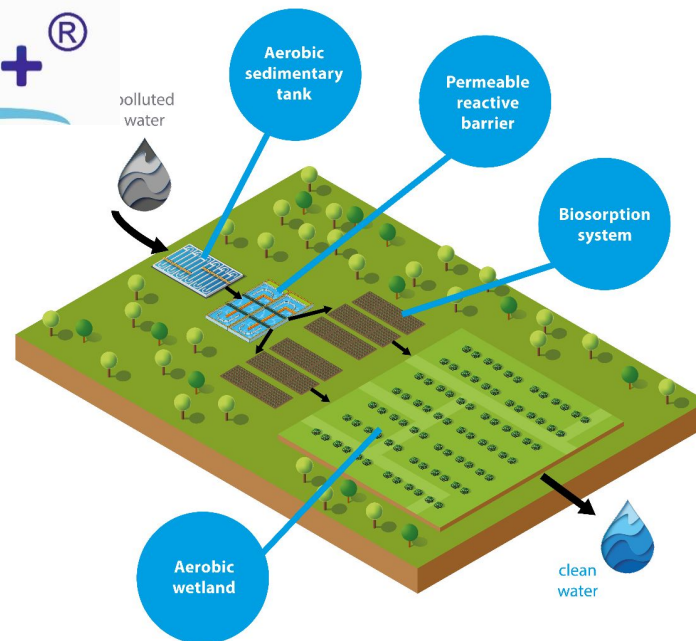 +®
Aerobic
sedimentary
tank
Permeable
reactive
barrier
polluted
water
Biosorption
system
Aerobic
wetland
clean
water